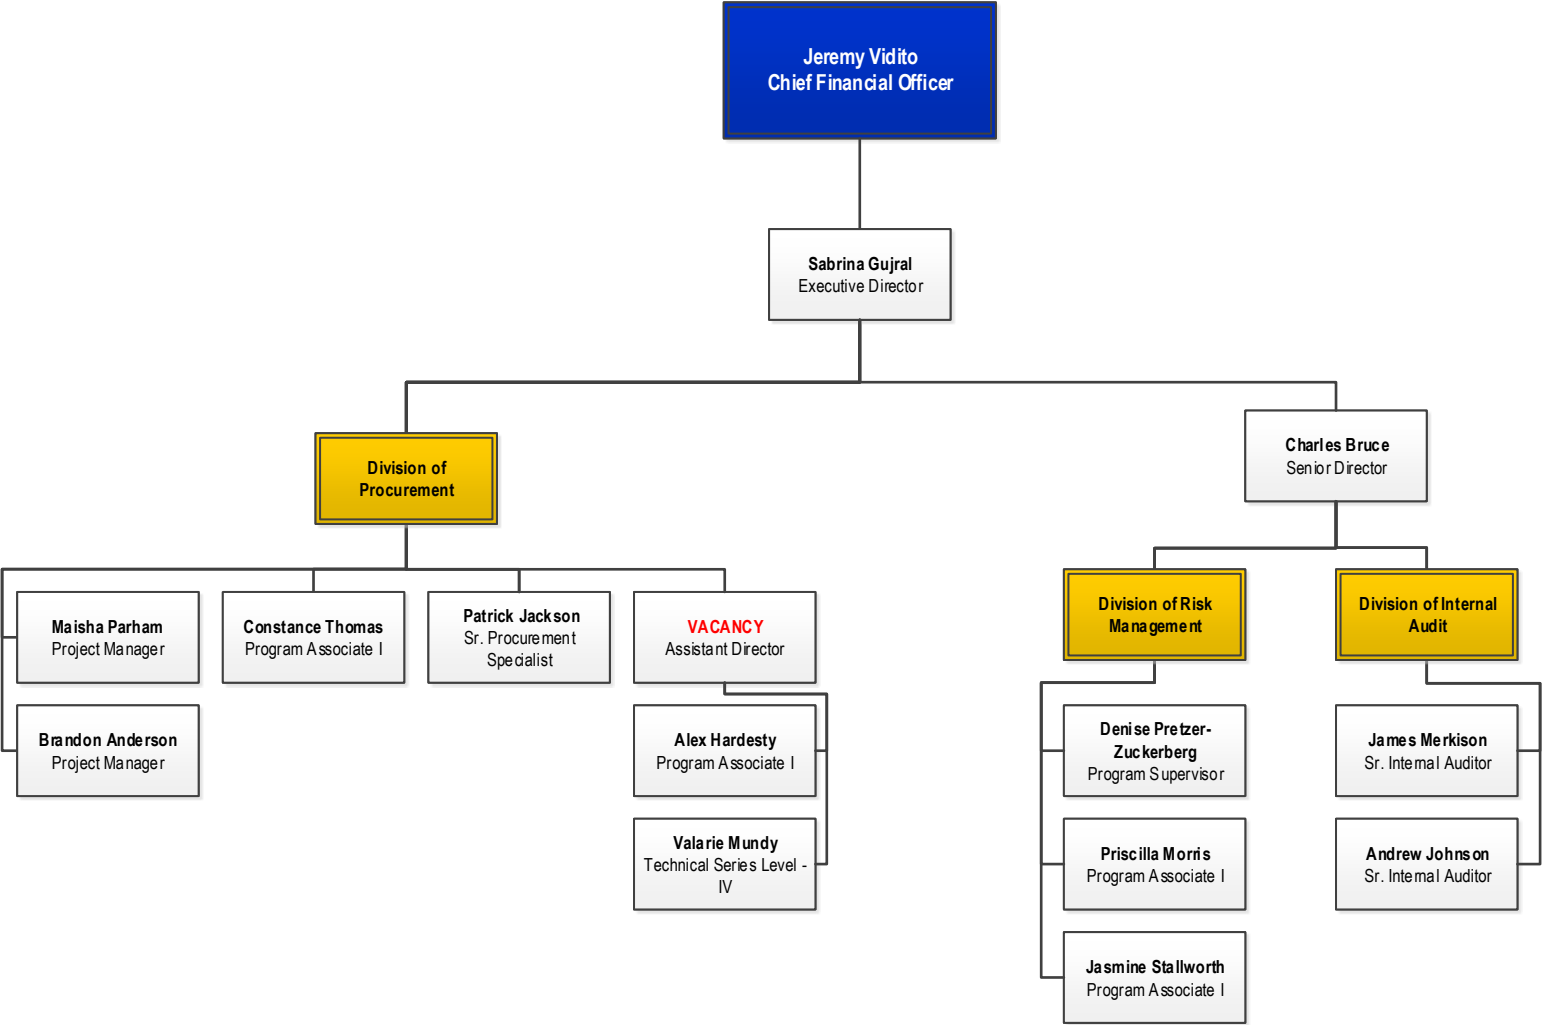 Jeremy Vidito
Chief Financial Officer
Sabrina Gujral
Executive Director
Division of
Procurement
Charles Bruce
Senior Director
Maisha Parham
Project Manager
Constance Thomas
Program Associate I
Patrick Jackson
Sr. Procurement
Specialist
VACANCY
Assistant Director
Brandon Anderson
Project Manager
Alex Hardesty
Program Associate I
Valarie Mundy
Technical Series Level -
IV
Division of Risk
Management
Division of Internal
Audit
Denise Pretzer-
Zuckerberg
Program Supervisor
Priscilla Morris
Program Associate I
Jasmine Stallworth
Program Associate I
James Merkison
Sr. Internal Auditor
Andrew Johnson
Sr. Internal Auditor